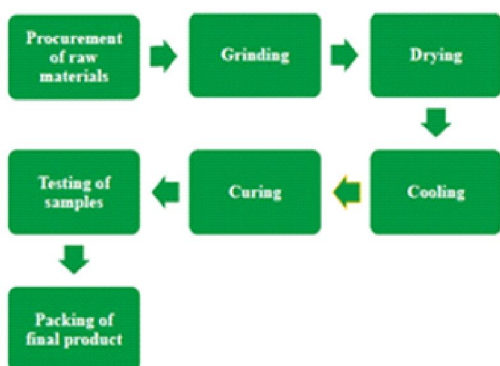 Procurement
of raw
materials
Grinding
Drying
Cooling
Curing
Testing of
samples
Packing of
final product